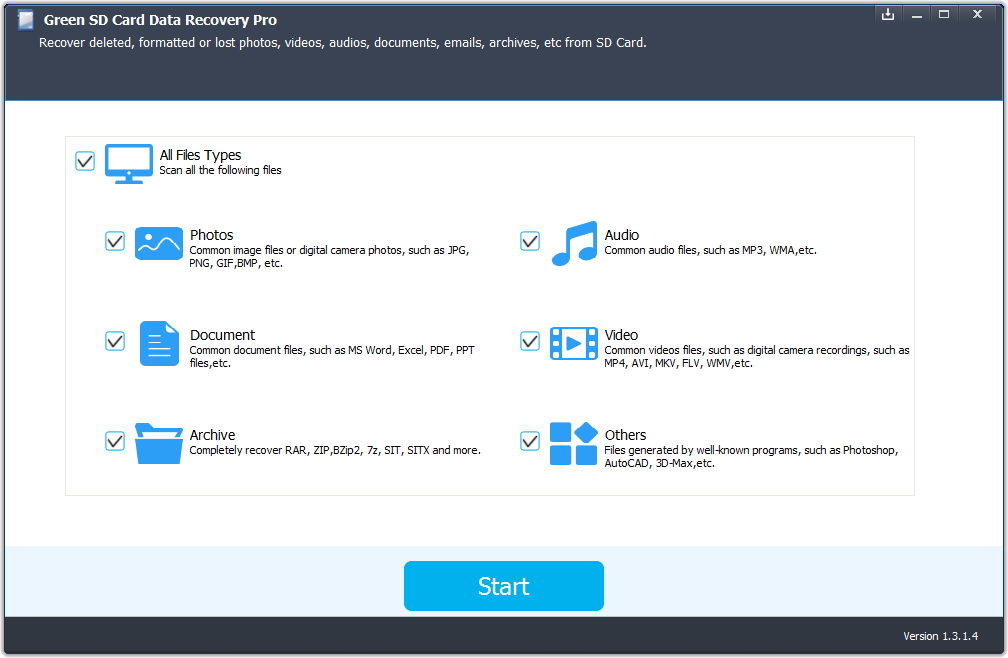 Green SD Card Data Recovery Pro
Recover deleted, formatted or lost photos, videos, audios, documents, emails, archives, etc from SD Card.
All Files Types
Scan all the following files
Photos
Common image files or digital camera photos, such as JPG,
PNG, GIF,BMP, etc.
Audio
Common audio files, such as MP3, WMA,etc.
Document
Common document files, such as MS Word, Excel, PDF, PPT
files,etc.
Video
Common videos files, such as digital camera recordings, such as
MP4, AVI, MKV, FLV, WMV,etc.
Archive
Completely recover RAR, ZIP,BZip2, 7z, SIT, SITX and more.
Others
Files generated by well-known programs, such as Photoshop,
AutoCAD, 3D-Max,etc.
Start
Version 1.3.1.4